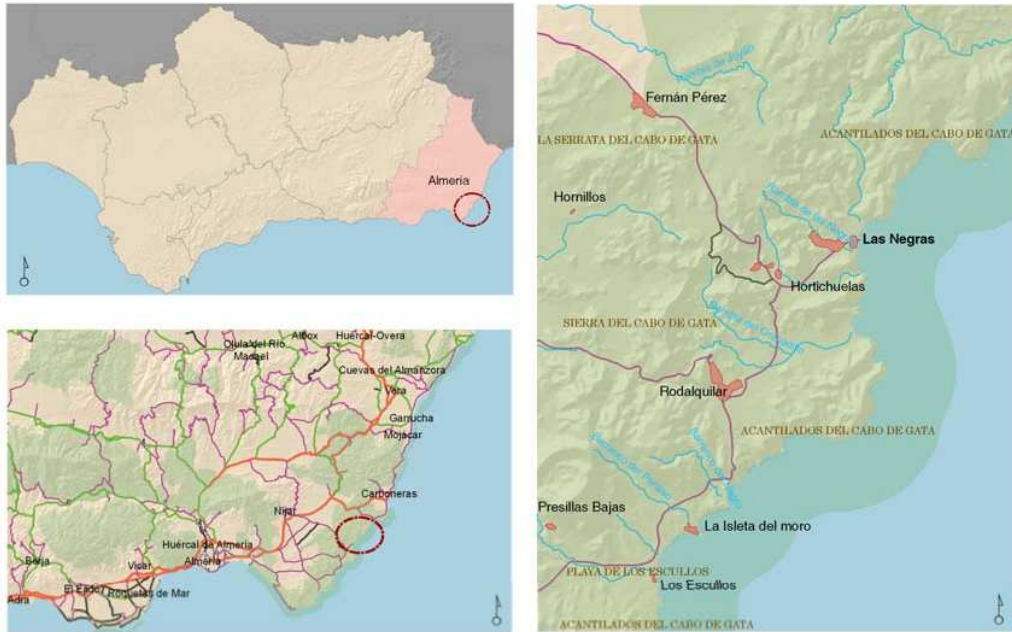 Almería
Albox
Huércal-Overa
Olula del Río
Macael
Cuevas del Almanzora
Vera
Garrucha
Mojácar
Carboneras
Níjar
Huércal de Almería
Almería
Vícar
Berja
El Ejido
Roquetas de Mar
Adra
Fernán Pérez
LA SERRATA DEL CABO DE GATA
ACANTILADOS DEL CABO DE GATA
Hornillos
Las Negras
Hortichuelas
SIERRA DEL CABO DE GATA
Rodalquilar
ACANTILADOS DEL CABO DE GATA
Presillas Bajas
La Isleta del moro
PLAYA DE LOS ESCULLOS
Los Escullos
ACANTILADOS DEL CABO DE GATA